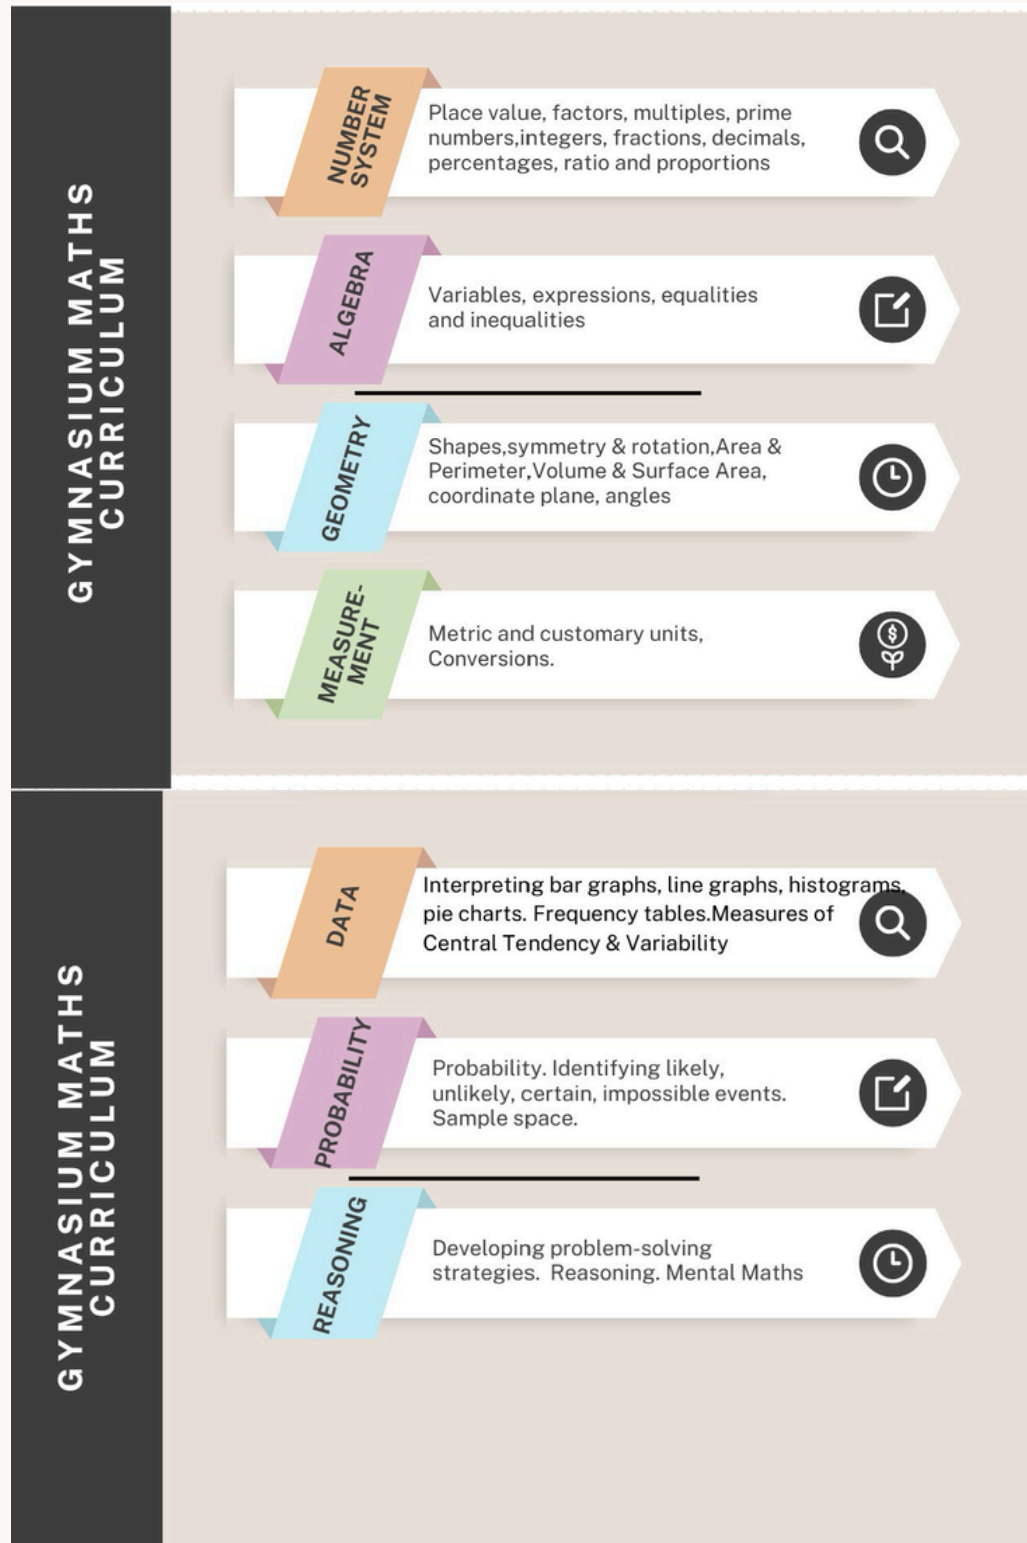 GYMNASIUM MATHS
CURRICULUM
NUMBER
SYSTEM
Place value, factors, multiples, prime
numbers,integers, fractions, decimals,
percentages, ratio and proportions
ALGEBRA
Variables, expressions, equalities
and inequalities
GEOMETRY
Shapes,symmetry & rotation,Area &
Perimeter,Volume & Surface Area,
coordinate plane, angles
MEASURE-
MENT
Metric and customary units,
Conversions.
$
GYMNASIUM MATHS
CURRICULUM
DATA
Interpreting bar graphs, line graphs, histograms,
pie charts. Frequency tables.Measures of
Central Tendency & Variability
PROBABILITY
Probability. Identifying likely,
unlikely, certain, impossible events.
Sample space.
REASONING
Developing problem-solving
strategies.  Reasoning. Mental Maths